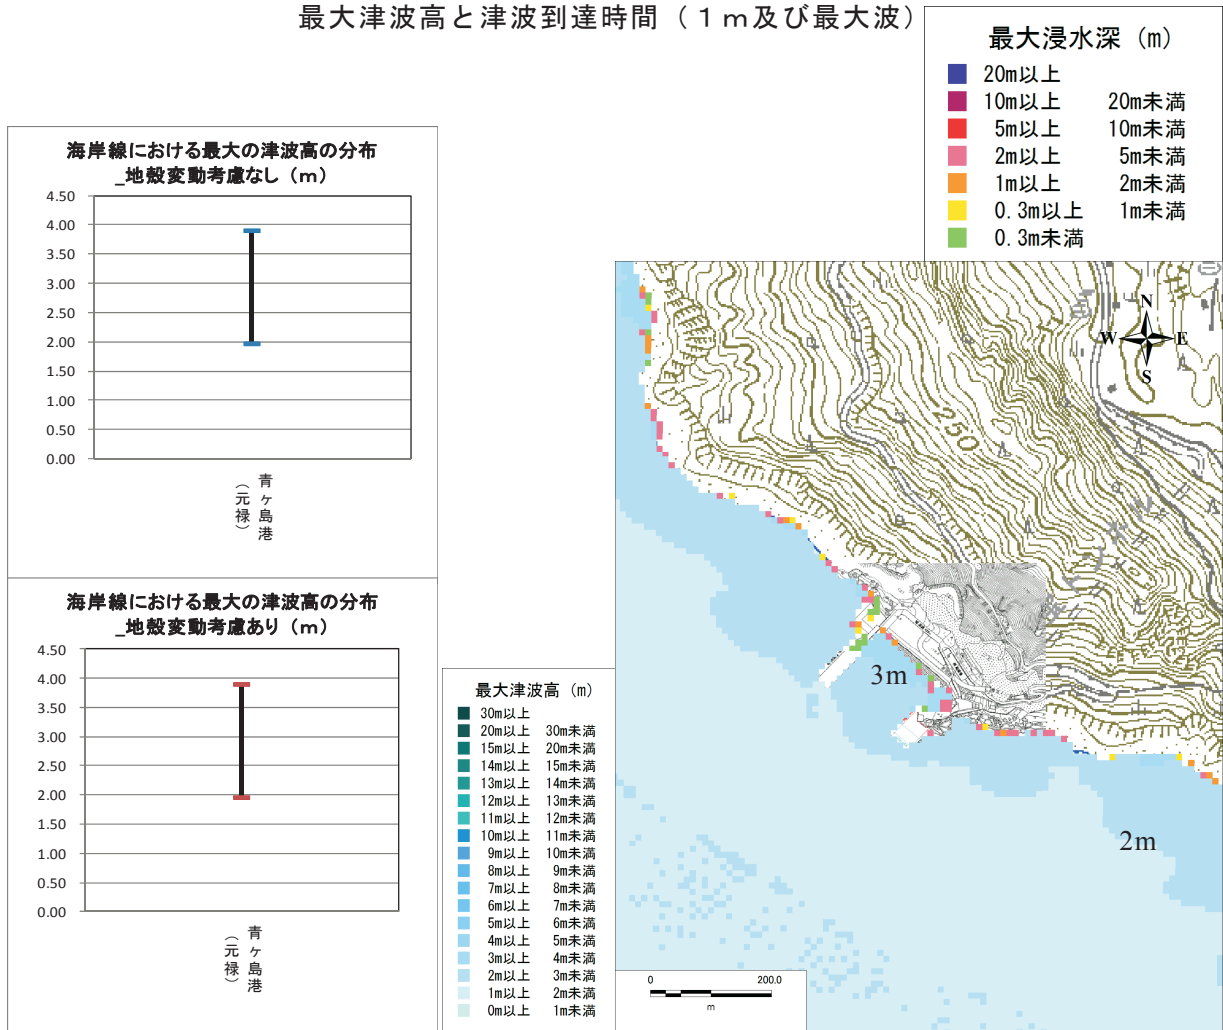 最大津波高と津波到達時間（１ｍ及び最大波）
最大浸水深 (m)
20m以上
10m以上 20m未満
5m以上 10m未満
2m以上 5m未満
1m以上 2m未満
0.3m以上 1m未満
0.3m未満
海岸線における最大の津波高の分布
_地殻変動考慮なし（m）
4.50
4.00
3.50
3.00
2.50
2.00
1.50
1.00
0.50
0.00
青ヶ島港
（元禄）
海岸線における最大の津波高の分布
_地殻変動考慮あり（m）
4.50
4.00
3.50
3.00
2.50
2.00
1.50
1.00
0.50
0.00
青ヶ島港
（元禄）
最大津波高 (m)
30m以上
20m以上 30m未満
15m以上 20m未満
14m以上 15m未満
13m以上 14m未満
12m以上 13m未満
11m以上 12m未満
10m以上 11m未満
9m以上 10m未満
8m以上 9m未満
7m以上 8m未満
6m以上 7m未満
5m以上 6m未満
4m以上 5m未満
3m以上 4m未満
2m以上 3m未満
1m以上 2m未満
0m以上 1m未満
N
W E
S
250
3m
2m
0 200.0
m